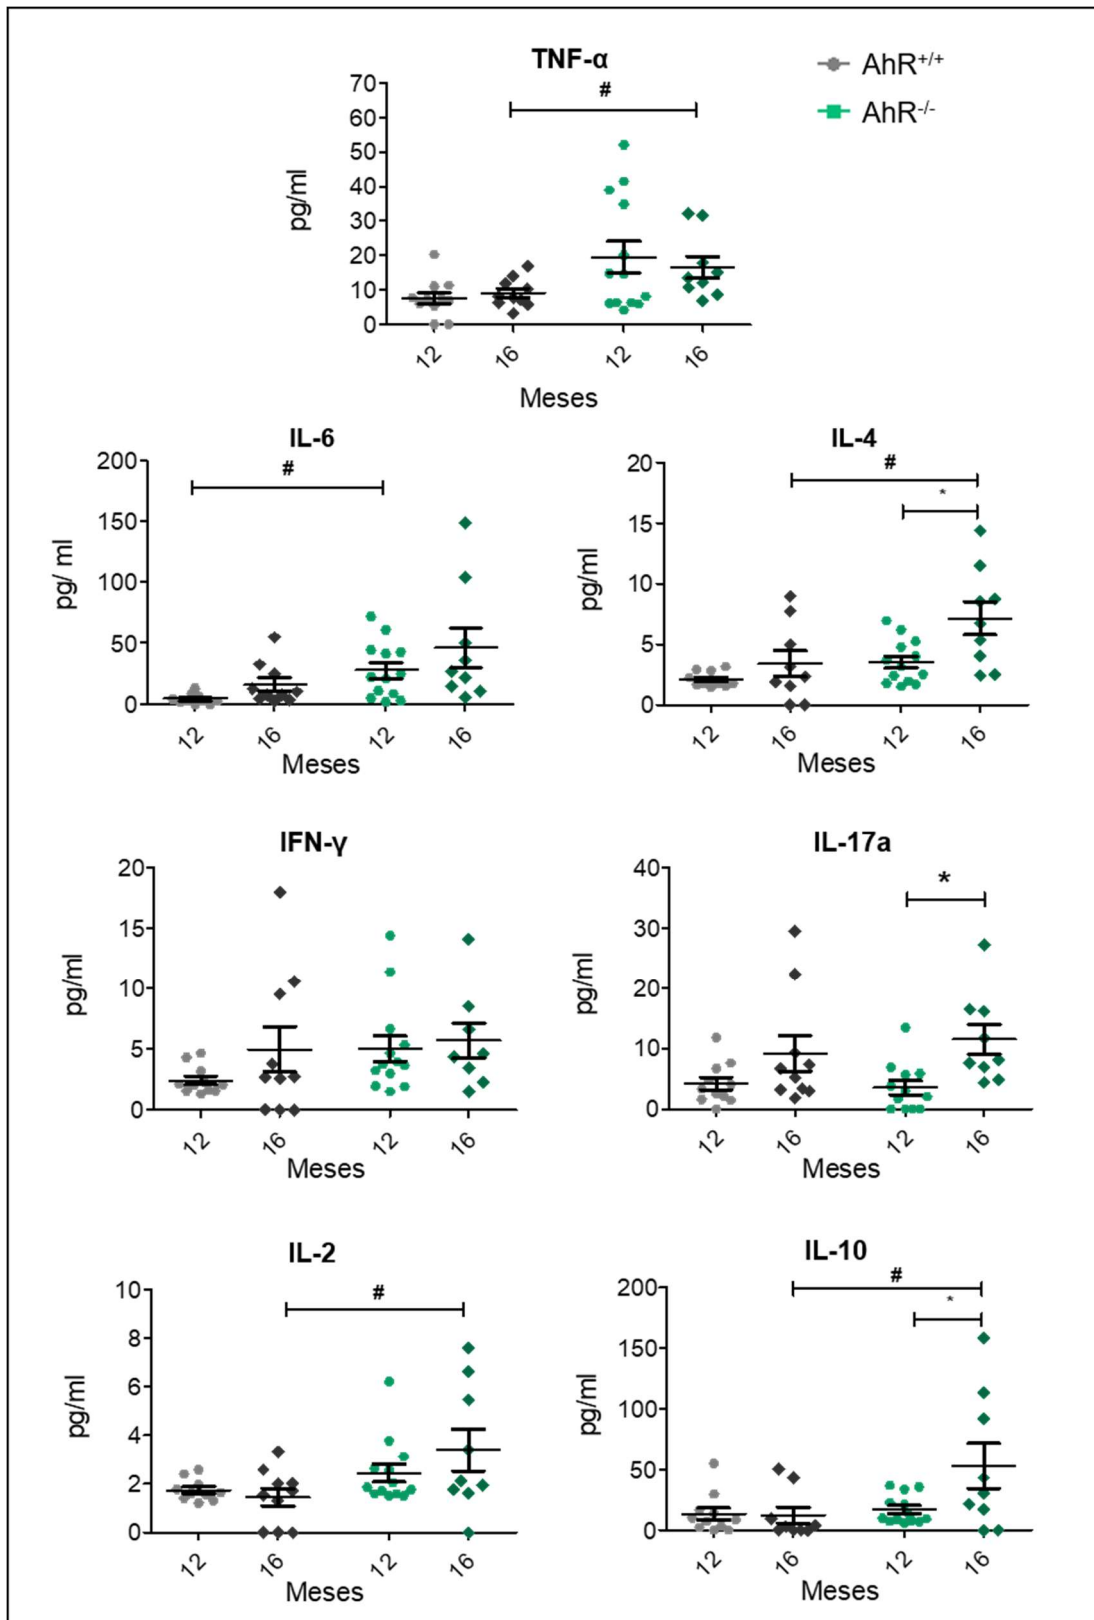 TNF-α
AhR+/+
AhR-/-
#
70
60
50
40
30
20
10
0
pg/ml
12 16 12 16
Meses
IL-6
#
200
150
100
50
0
pg/ ml
12 16 12 16
Meses
IL-4
#
*
20
15
10
5
0
pg/ml
12 16 12 16
Meses
IFN-γ
20
15
10
5
0
pg/ml
12 16 12 16
Meses
IL-17a
*
40
30
20
10
0
pg/ml
12 16 12 16
Meses
IL-2
#
10
8
6
4
2
0
pg/ml
12 16 12 16
Meses
IL-10
#
*
200
150
100
50
0
pg/ml
12 16 12 16
Meses